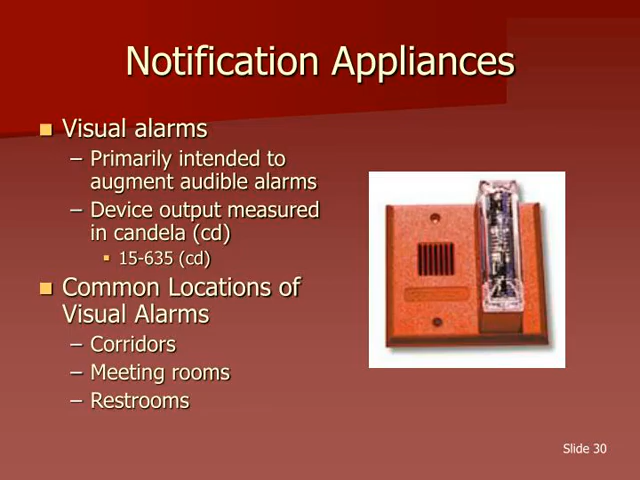 Notification Appliances
Visual alarms
– Primarily intended to
augment audible alarms
– Device output measured
in candela (cd)
15-635 (cd)
Common Locations of
Visual Alarms
– Corridors
– Meeting rooms
– Restrooms
Slide 30